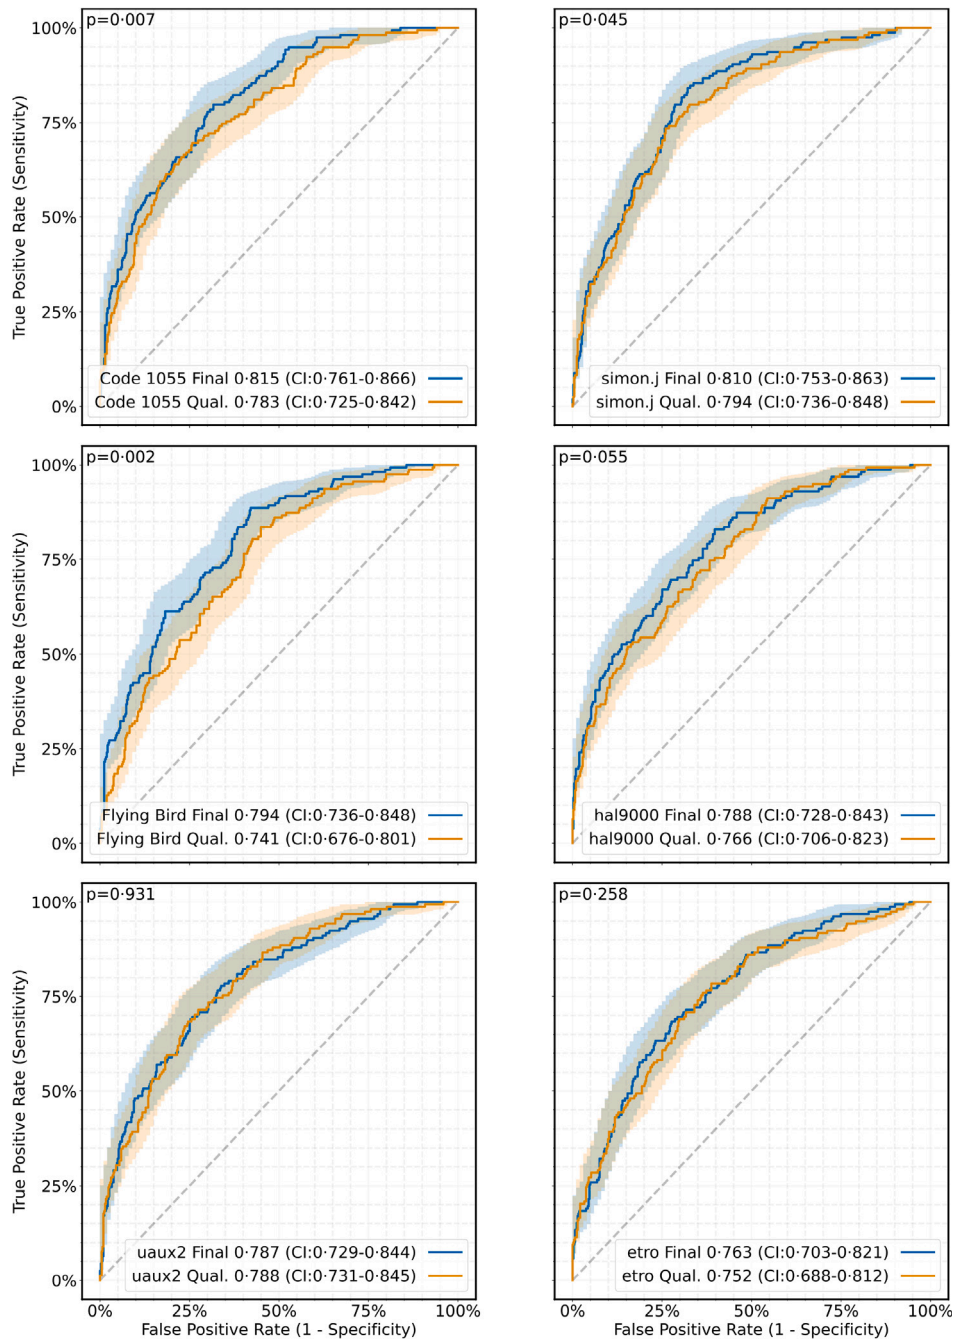 p=0·007
100%
75%
50%
25%
0%
True Positive Rate (Sensitivity)
Code 1055 Final 0·815 (CI:0·761-0·866)
Code 1055 Qual. 0·783 (CI:0·725-0·842)
p=0·045
simon.j Final 0·810 (CI:0·753-0·863)
simon.j Qual. 0·794 (CI:0·736-0·848)
p=0·002
100%
75%
50%
25%
0%
True Positive Rate (Sensitivity)
Flying Bird Final 0·794 (CI:0·736-0·848)
Flying Bird Qual. 0·741 (CI:0·676-0·801)
p=0·055
hal9000 Final 0·788 (CI:0·728-0·843)
hal9000 Qual. 0·766 (CI:0·706-0·823)
p=0·931
100%
75%
50%
25%
0%
True Positive Rate (Sensitivity)
uaux2 Final 0·787 (CI:0·729-0·844)
uaux2 Qual. 0·788 (CI:0·731-0·845)
0% 25% 50% 75% 100%
False Positive Rate (1 - Specificity)
p=0·258
etro Final 0·763 (CI:0·703-0·821)
etro Qual. 0·752 (CI:0·688-0·812)
0% 25% 50% 75% 100%
False Positive Rate (1 - Specificity)